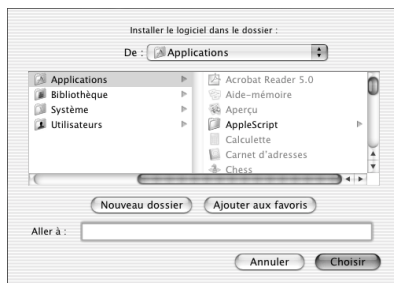 Installer le logiciel dans le dossier :
De : Applications
Applications
Bibliothèque
Système
Utilisateurs
Acrobat Reader 5.0
Aide-mémoire
Aperçu
AppleScript
Calculette
Carnet d'adresses
Chess
Nouveau dossier
Ajouter aux favoris
Aller à :
Annuler
Choisir